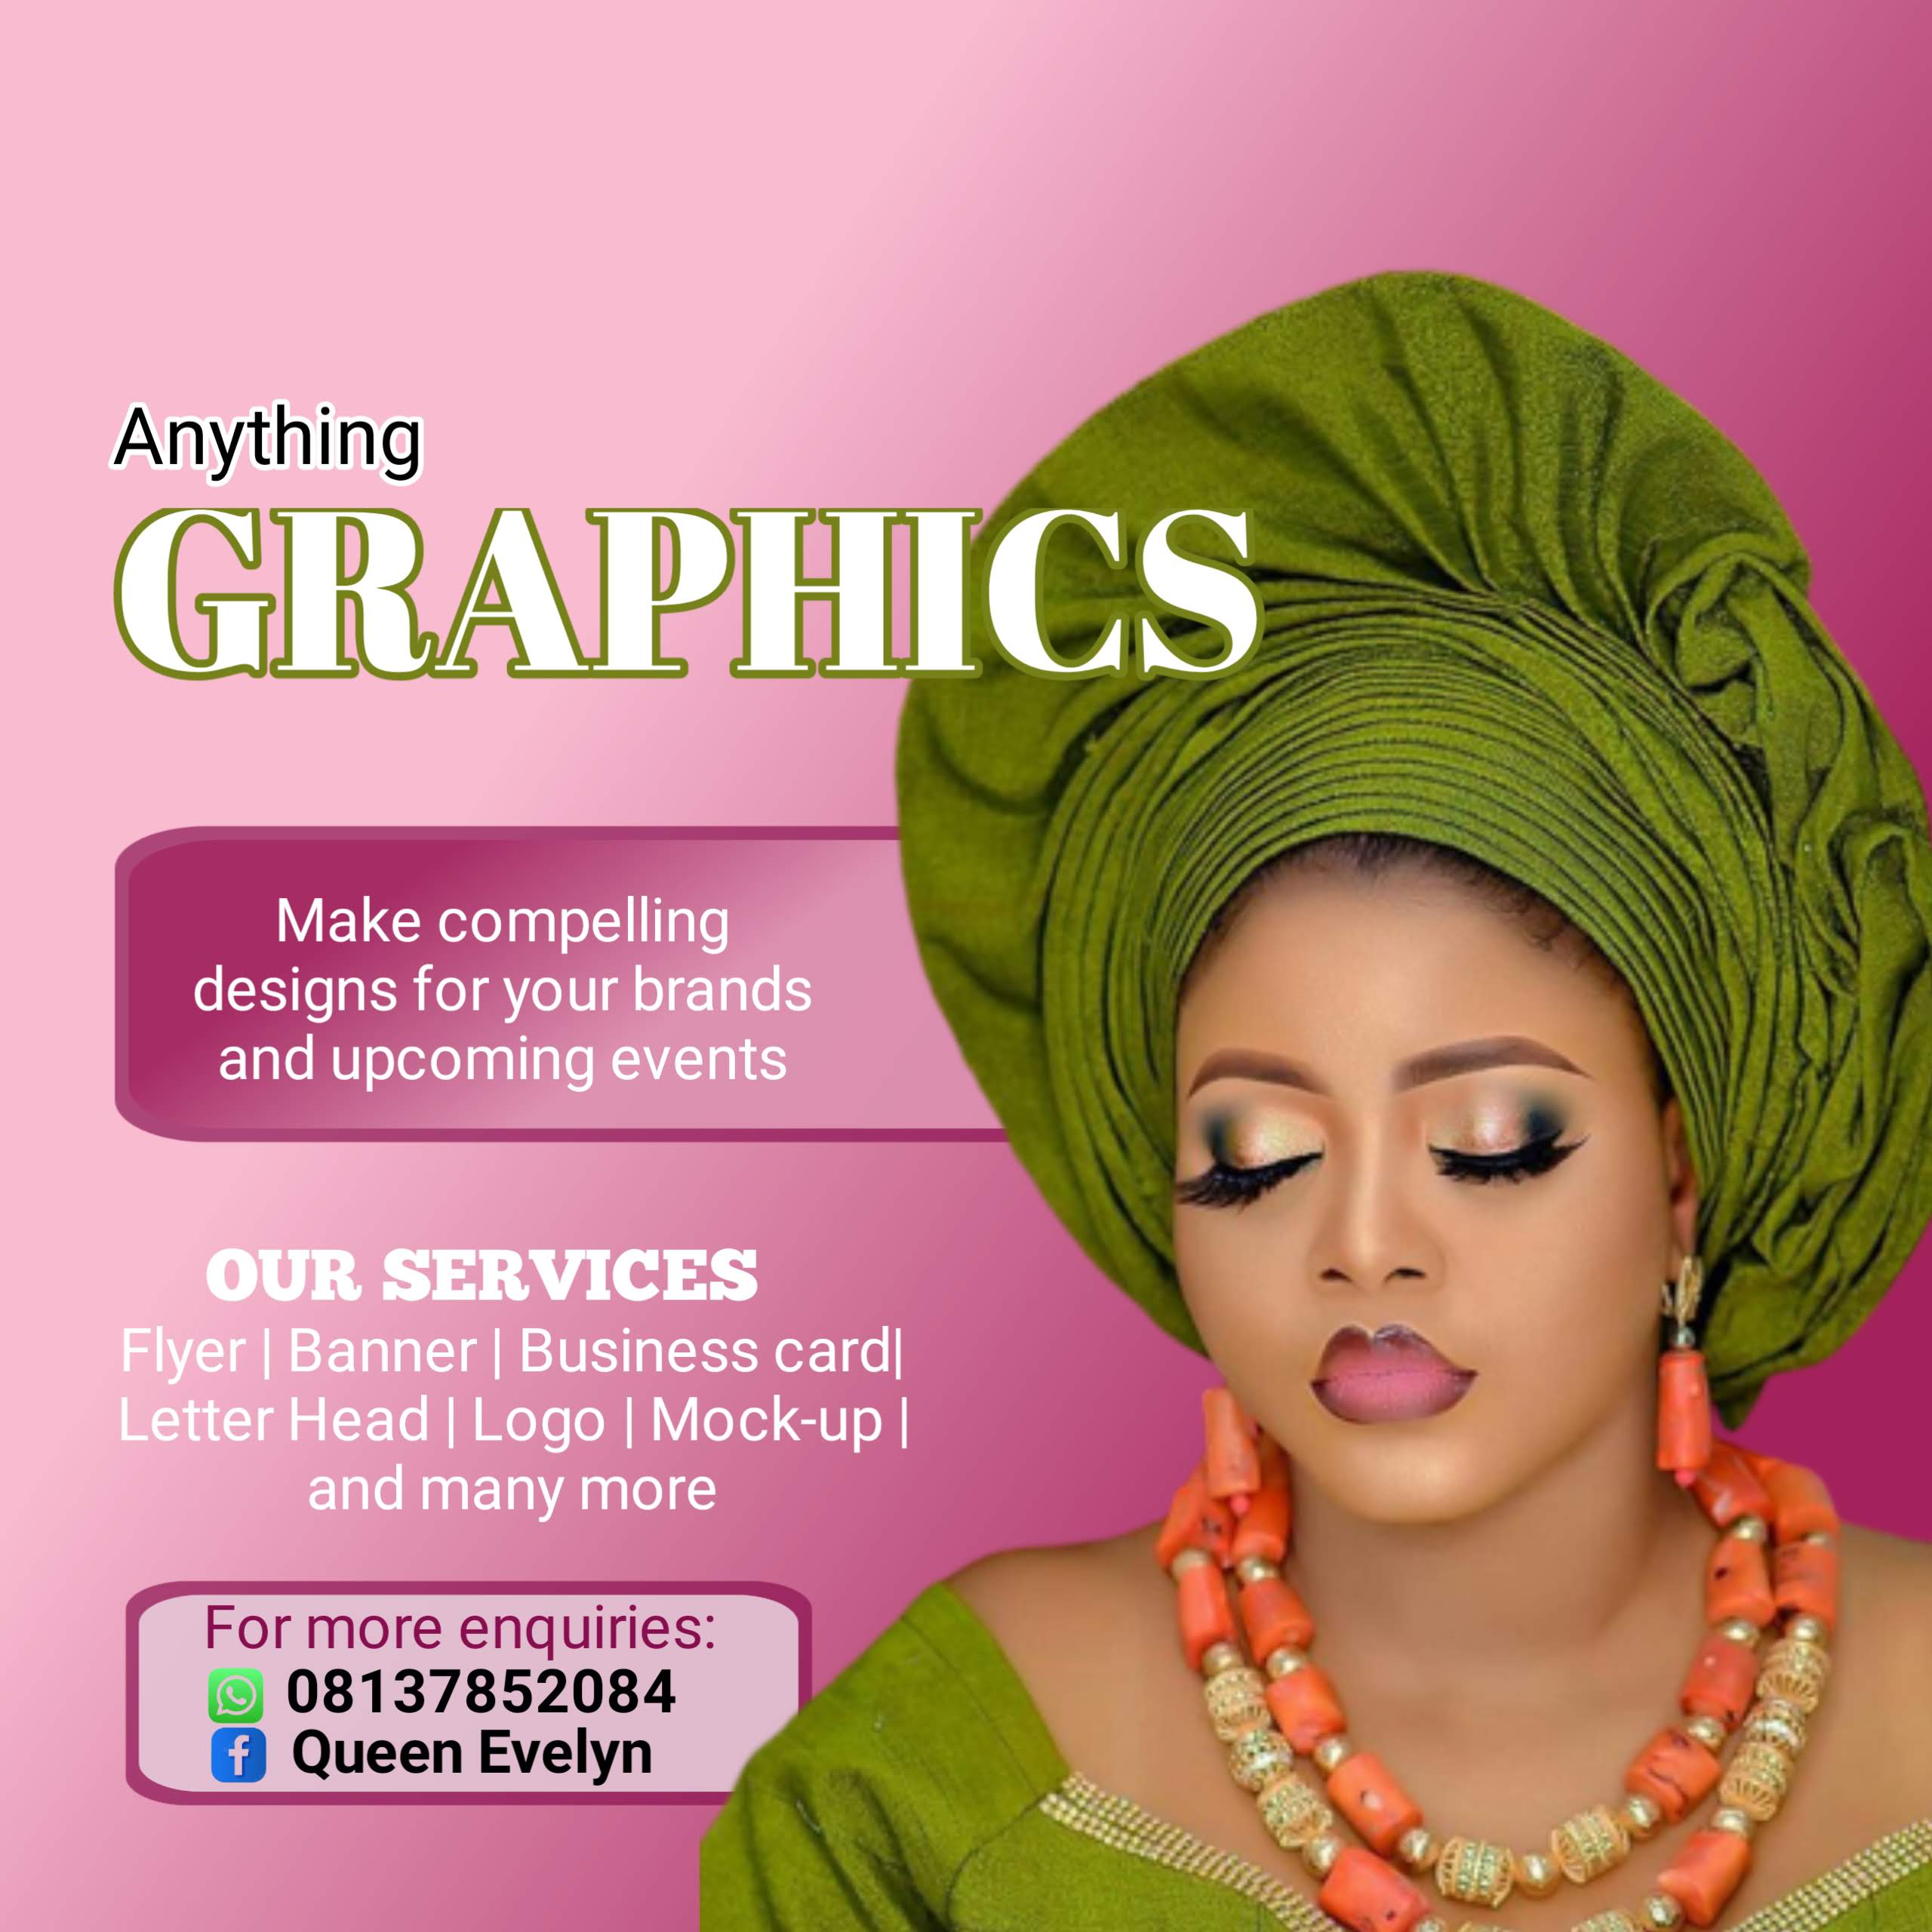 Anything
GRAPHICS
Make compelling
designs for your brands
and upcoming events
OUR SERVICES
Flyer | Banner | Business card|
Letter Head | Logo | Mock-up |
and many more
For more enquiries:
08137852084
Queen Evelyn